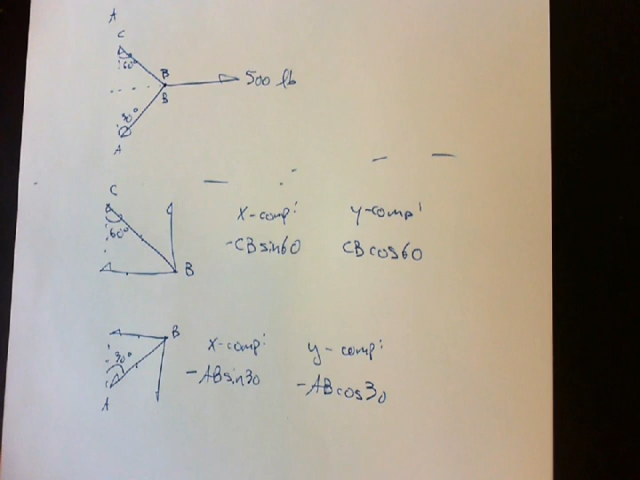 A
C
60°
B
500 lb
B
30°
A
C
x-comp: y-comp:
60°
-CBsin60 CBcos60
B
B
x-comp: y-comp:
30°
-ABsin30 -ABcos30
A